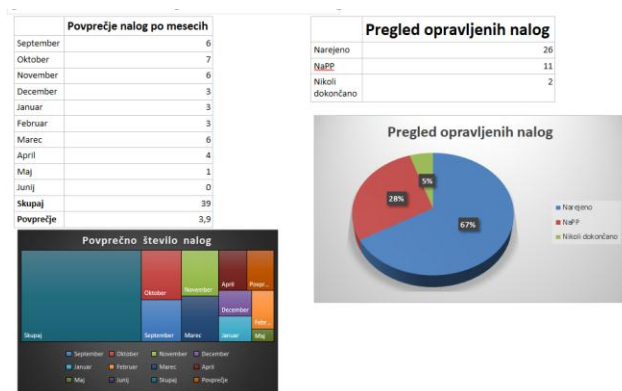 Povprečje nalog po mesecih
September 6
Oktober 7
November 6
December 3
Januar 3
Februar 3
Marec 6
April 4
Maj 1
Junij 0
Skupaj 39
Povprečje 3,9
Povprečno število nalog
Skupaj
Oktober
September
November
Marec
April
Povpr...
December
Januar
Febr...
Maj
September Oktober November December
Januar Februar Marec April
Maj Junij Skupaj Povprečje
Pregled opravljenih nalog
Narejeno 26
NaPP 11
Nikoli
dokončano 2
Pregled opravljenih nalog
5%
28%
67%
Narejeno
NaPP
Nikoli dokončano